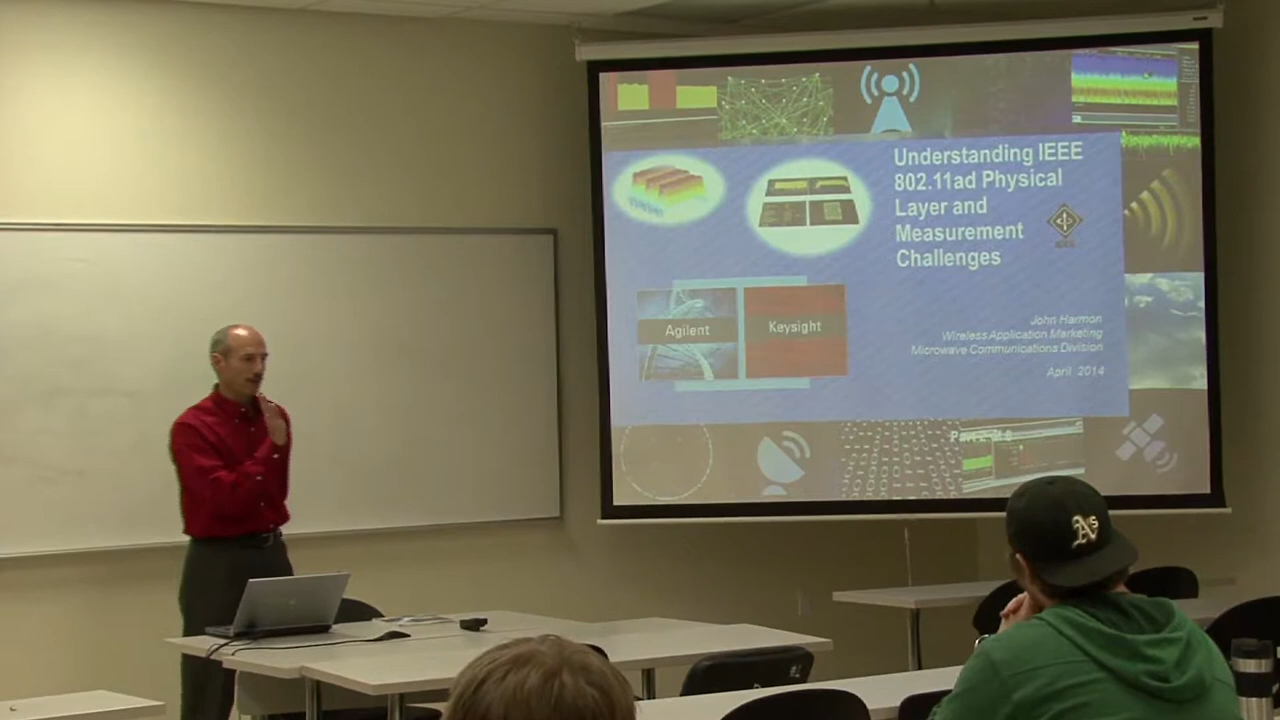 Understanding IEEE
802.11ad Physical
Layer and
Measurement
Challenges
IEEE
Agilent
Keysight
John Harmon
Wireless Application Marketing
Microwave Communications Division
April 2014
A's